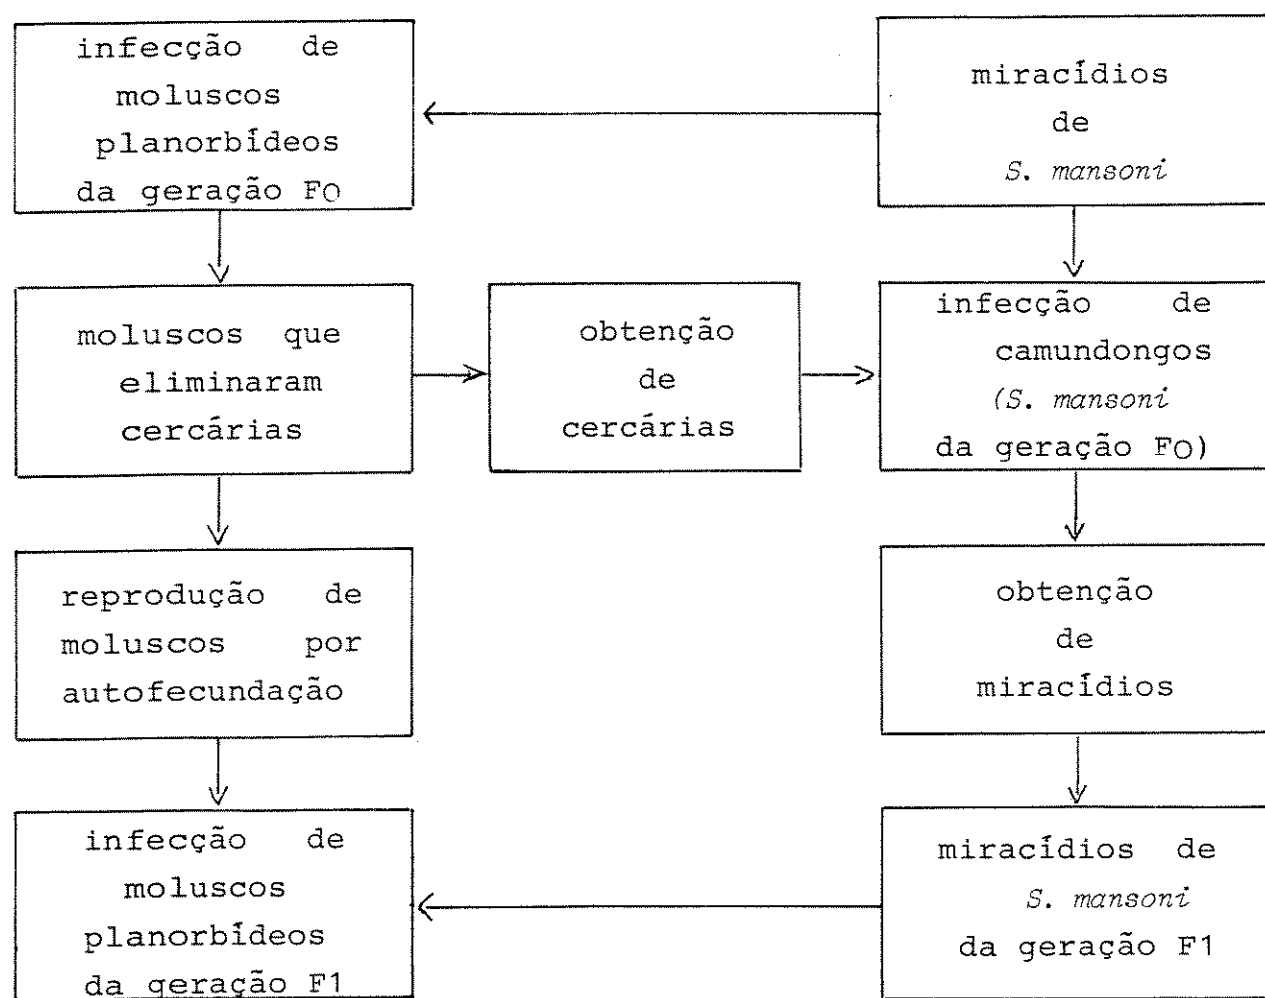 infecção de
moluscos
planorbídeos
da geração F0
miracídios
de
S. mansoni
moluscos que
eliminaram
cercárias
obtenção
de
cercárias
infecção de
camundongos
(S. mansoni
da geração F0)
reprodução de
moluscos por
autofecundação
obtenção
de
miracídios
infecção de
moluscos
planorbídeos
da geração F1
miracídios de
S. mansoni
da geração F1